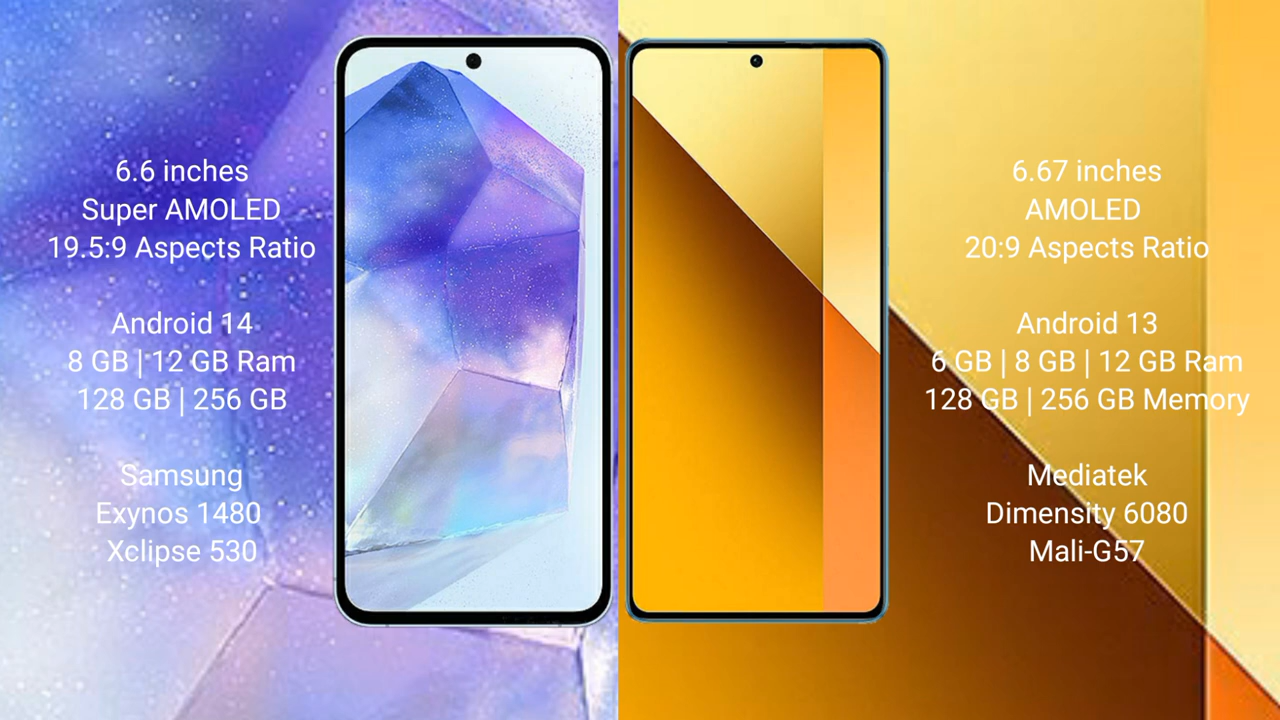 6.6 inches
Super AMOLED
19.5:9 Aspects Ratio
Android 14
8 GB | 12 GB Ram
128 GB | 256 GB
Samsung
Exynos 1480
Xclipse 530
6.67 inches
AMOLED
20:9 Aspects Ratio
Android 13
6 GB | 8 GB | 12 GB Ram
128 GB | 256 GB Memory
Mediatek
Dimensity 6080
Mali-G57